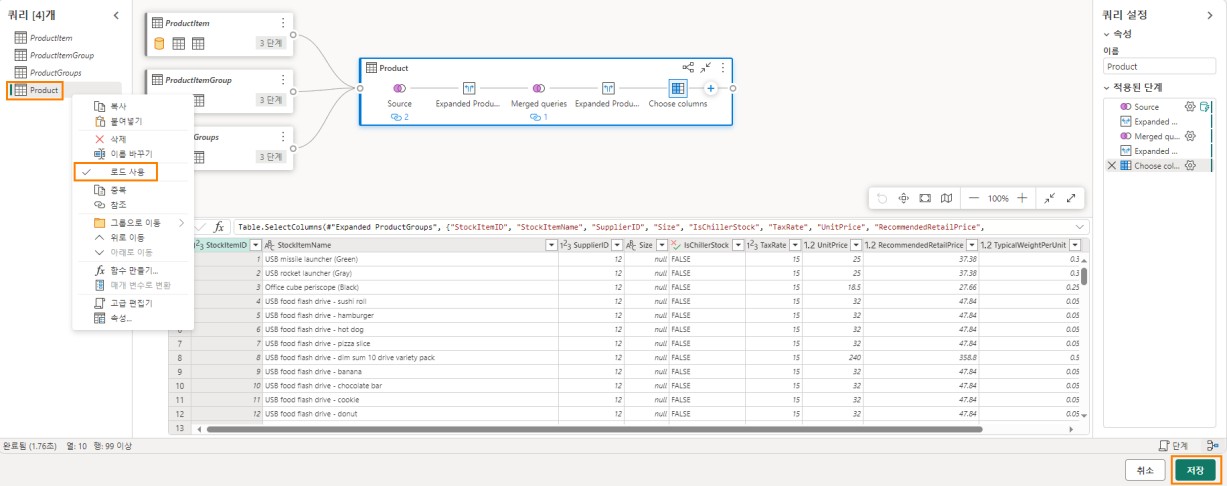 쿼리 [4]개
ProductItem
ProductItemGroup
ProductGroups
Product
복사
붙여넣기
삭제
이름 바꾸기
로드 사용
중복
참조
그룹으로 이동
위로 이동
아래로 이동
fx 함수 만들기...
매개 변수로 변환
고급 편집기
속성...
ProductItem
3 단계
ProductItemGroup
3 단계
Groups
3 단계
Product
Source
Expanded Produ...
Merged queries
Expanded Produ...
Choose columns
2
1
100%
fx
Table.SelectColumns(#"Expanded ProductGroups", {"StockItemID", "StockItemName", "SupplierID", "Size", "IsChillerStock", "TaxRate", "UnitPrice", "RecommendedRetailPrice",
StockItemID StockItemName SupplierID Size IsChillerStock TaxRate UnitPrice RecommendedRetailPrice TypicalWeightPerUnit
1 USB missile launcher (Green) 12 null FALSE 15 25 37.38 0.3
2 USB rocket launcher (Gray) 12 null FALSE 15 25 37.38 0.3
3 Office cube periscope (Black) 12 null FALSE 15 18.5 27.66 0.25
4 USB food flash drive - sushi roll 12 null FALSE 15 32 47.84 0.05
5 USB food flash drive - hamburger 12 null FALSE 15 32 47.84 0.05
6 6 USB food flash drive - hot dog 12 null FALSE 15 32 47.84 0.05
7 7 USB food flash drive - pizza slice 12 null FALSE 15 32 47.84 0.05
8 8 USB food flash drive - dim sum 10 drive variety pack 12 null FALSE 15 240 358.8 0.5
9 9 USB food flash drive - banana 12 null FALSE 15 32 47.84 0.05
10 10 USB food flash drive - chocolate bar 12 null FALSE 15 32 47.84 0.05
11 11 USB food flash drive - cookie 12 null FALSE 15 32 47.84 0.05
12 12 USB food flash drive - donut 12 null FALSE 15 32 47.84 0.05
13
쿼리 설정
속성
이름
Product
적용된 단계
Source
Expanded ...
Merged qu...
Expanded ...
Choose col...
완료됨 (1.76초) 열: 10 행: 99 이상
단계
취소
저장